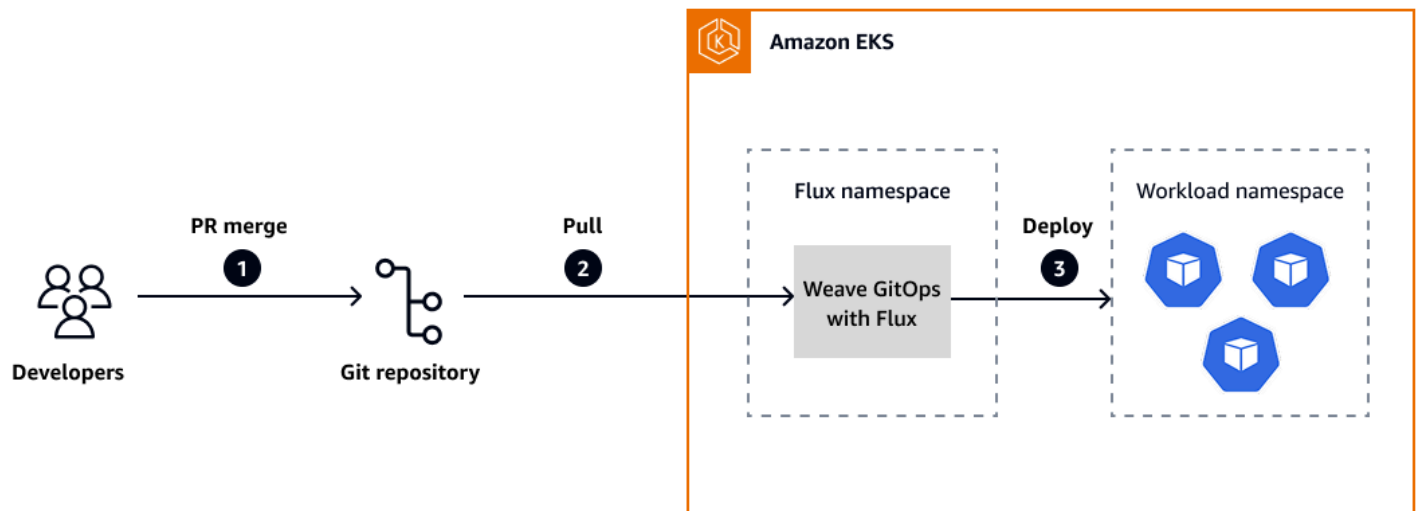 Amazon EKS
Flux namespace
Workload namespace
PR merge
1
Pull
2
Deploy
3
K
Weave GitOps
with Flux
Developers
Git repository